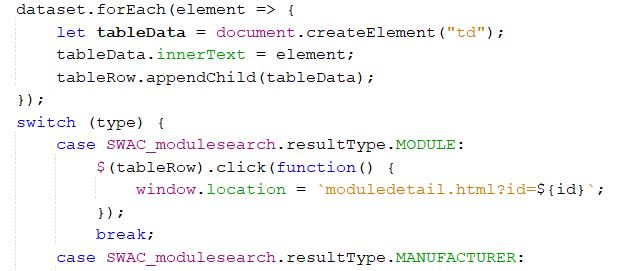 dataset.forEach(element => {
let tableData = document.createElement("td");
tableData.innerText = element;
tableRow.appendChild(tableData);
});
switch (type) {
case SWAC_modulesearch.resultType.MODULE:
$(tableRow).click(function() {
window.location = `moduledetail.html?id=${id}`;
});
break;
case SWAC_modulesearch.resultType.MANUFACTURER: